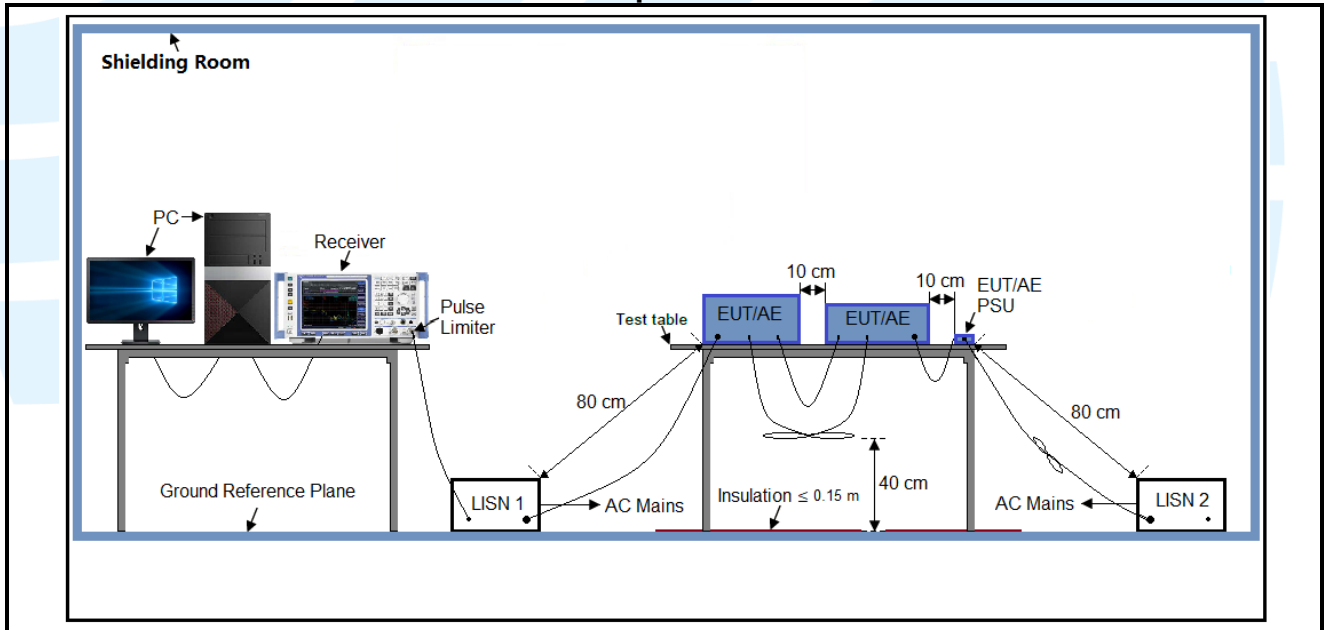 Shielding Room
PC
Receiver
Pulse
Limiter
Test table
EUT/AE
10 cm
EUT/AE
10 cm
EUT/AE
PSU
80 cm
80 cm
40 cm
Ground Reference Plane
LISN 1
AC Mains
Insulation ≤ 0.15 m
AC Mains
LISN 2